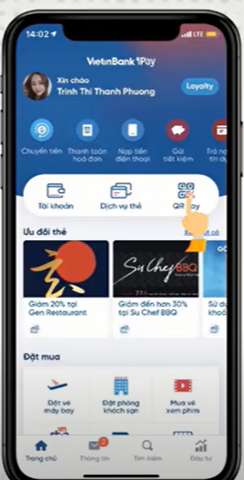 14:02
LTE
VietinBank iPay
Xin chào
Trinh Thi Thanh Phuong
Loyalty
Chuyển tiền
Thanh toán hoá đơn
Nạp tiền điện thoại
Gửi tiết kiệm
Tài khoản
Dịch vụ thẻ
QR Pay
Ưu đãi thẻ
Su Chef BBQ
Giảm 20% tại
Gen Restaurant
Giảm đến hơn 30%
tại Su Chef BBQ
Đặt mua
Đặt vé
máy bay
Đặt phòng
khách sạn
Mua vé
xem phim
Trang chủ
Thông tin
Tìm kiếm
Đầu tư